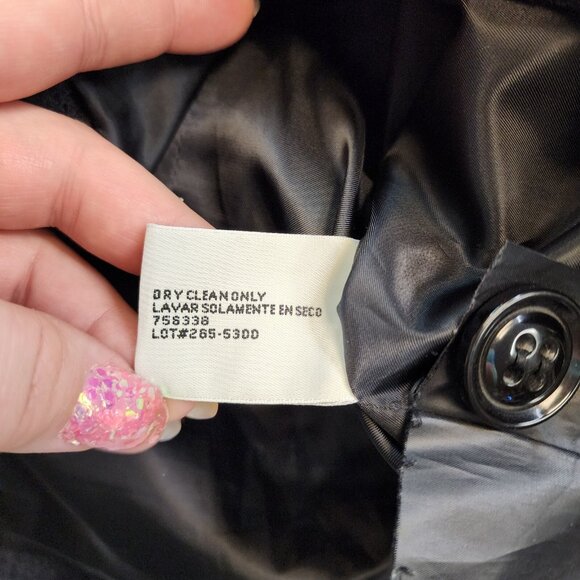 DRY CLEAN ONLY
LAVAR SOLAMENTE EN SECO
758338
LOT#265-5300